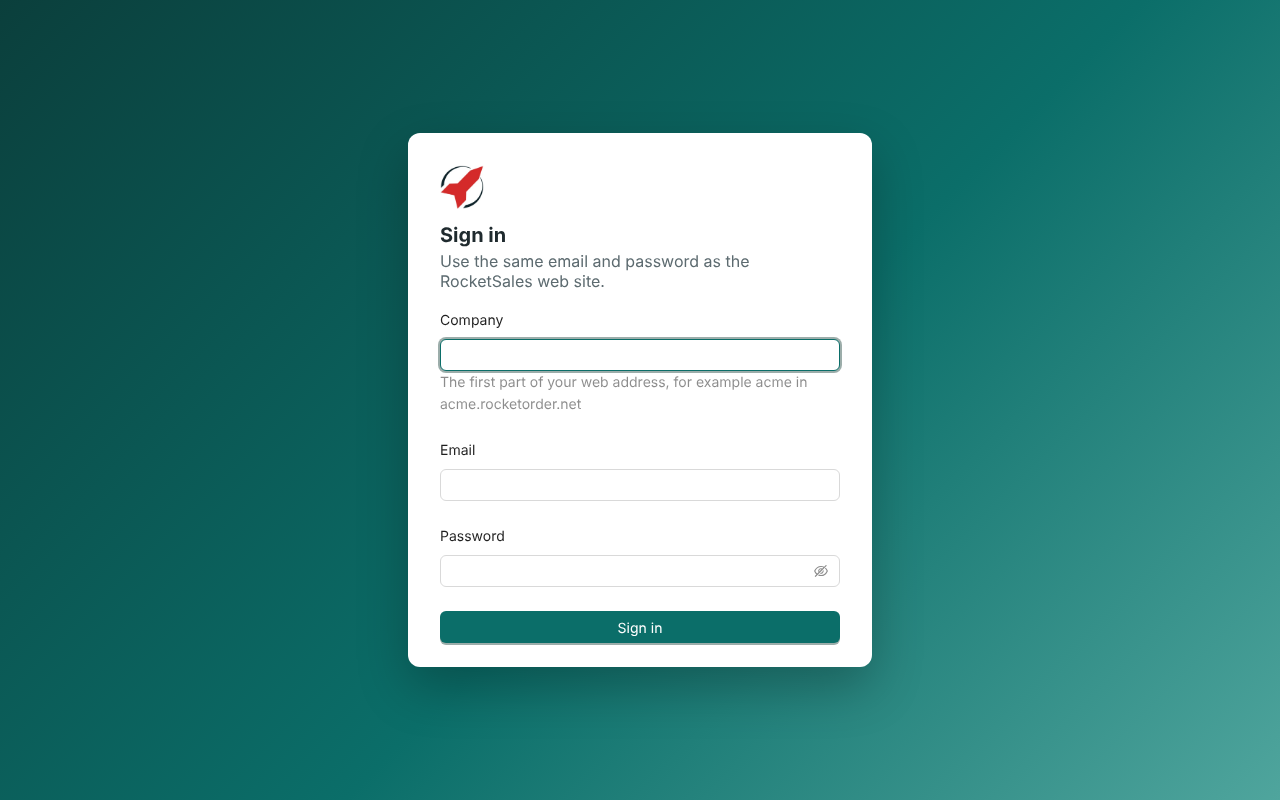 Sign in
Use the same email and password as the
RocketSales web site.
Company
The first part of your web address, for example acme in
acme.rocketorder.net
Email
Password
Sign in